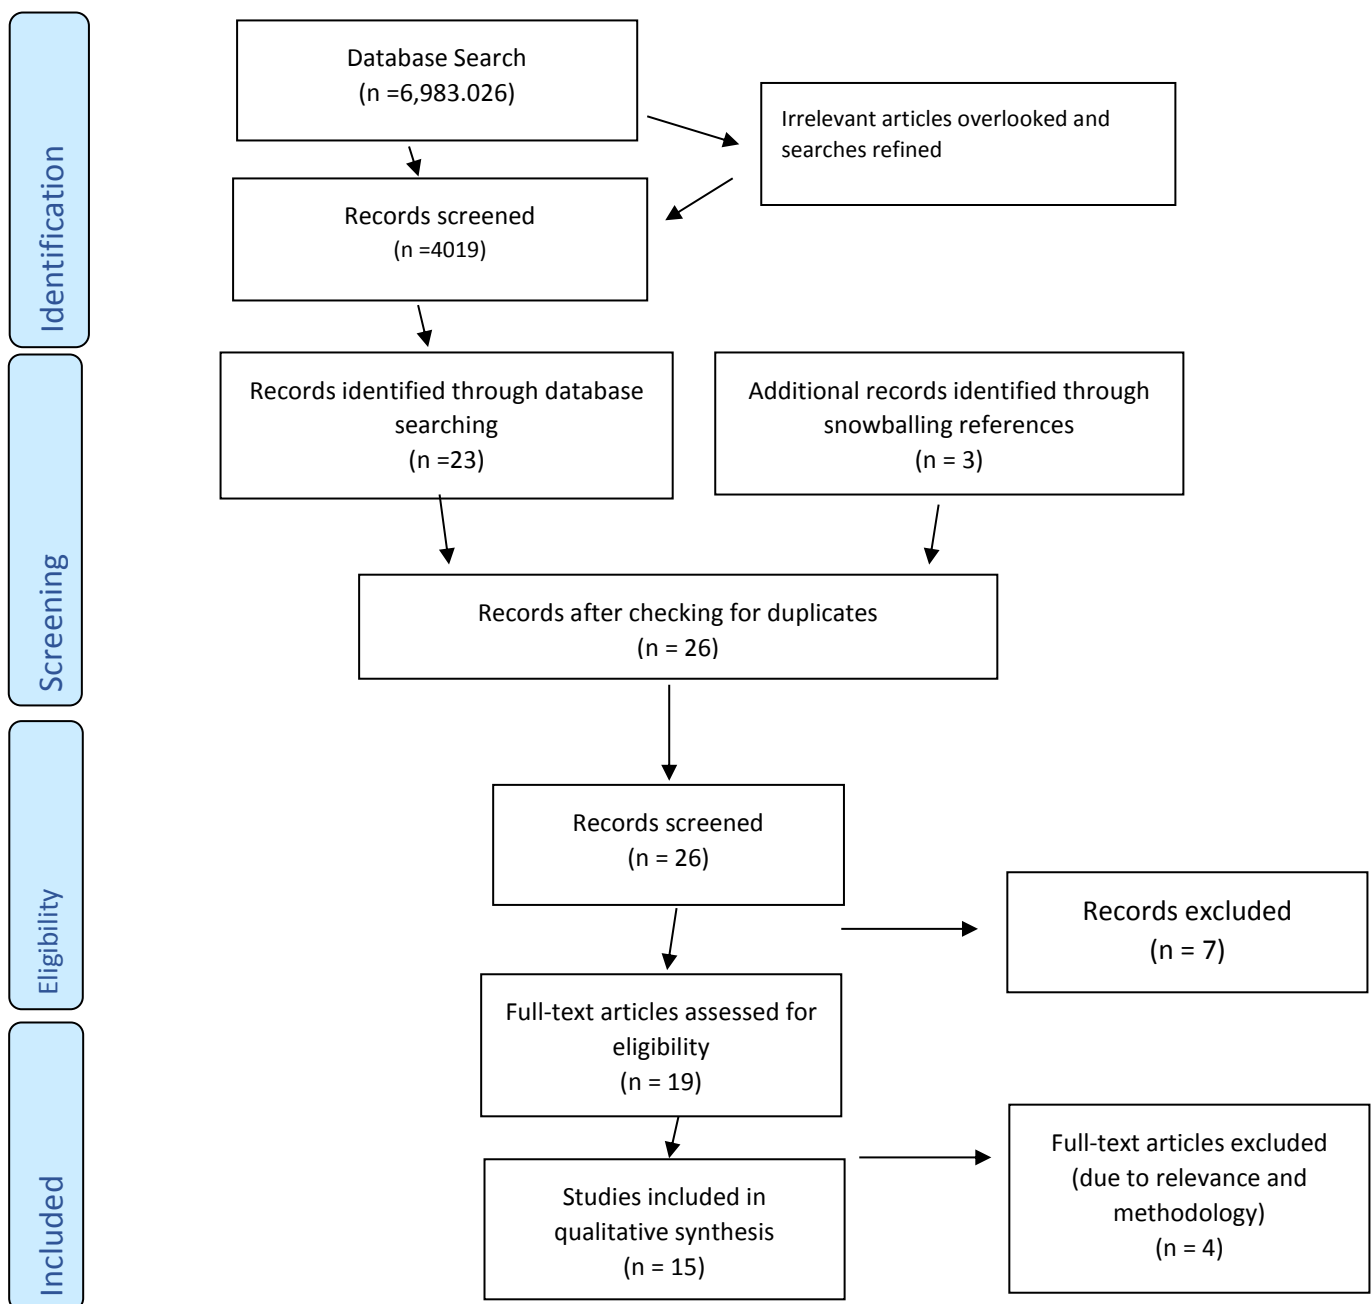 Identification
Database Search
(n =6,983.026)
Irrelevant articles overlooked and
searches refined
Records screened
(n =4019)
Screening
Records identified through database
searching
(n =23)
Additional records identified through
snowballing references
(n = 3)
Records after checking for duplicates
(n = 26)
Eligibility
Records screened
(n = 26)
Records excluded
(n = 7)
Full-text articles assessed for
eligibility
(n = 19)
Included
Studies included in
qualitative synthesis
(n = 15)
Full-text articles excluded
(due to relevance and
methodology)
(n = 4)